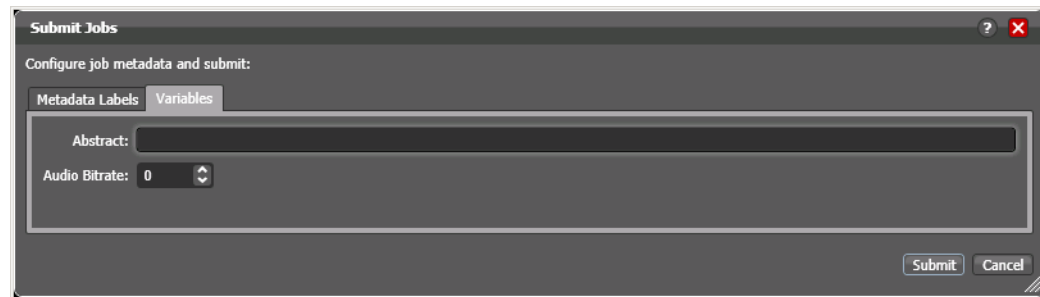 Submit Jobs ?
Configure job metadata and submit:
Metadata Labels Variables
Abstract:
Audio Bitrate: 0
Submit Cancel